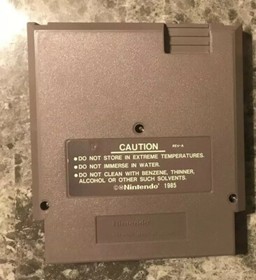 CAUTION
REV-A
•DO NOT STORE IN EXTREME TEMPERATURES.
•DO NOT IMMERSE IN WATER.
•DO NOT CLEAN WITH BENZENE, THINNER,
ALCOHOL OR OTHER SUCH SOLVENTS.
©®Nintendo® 1985